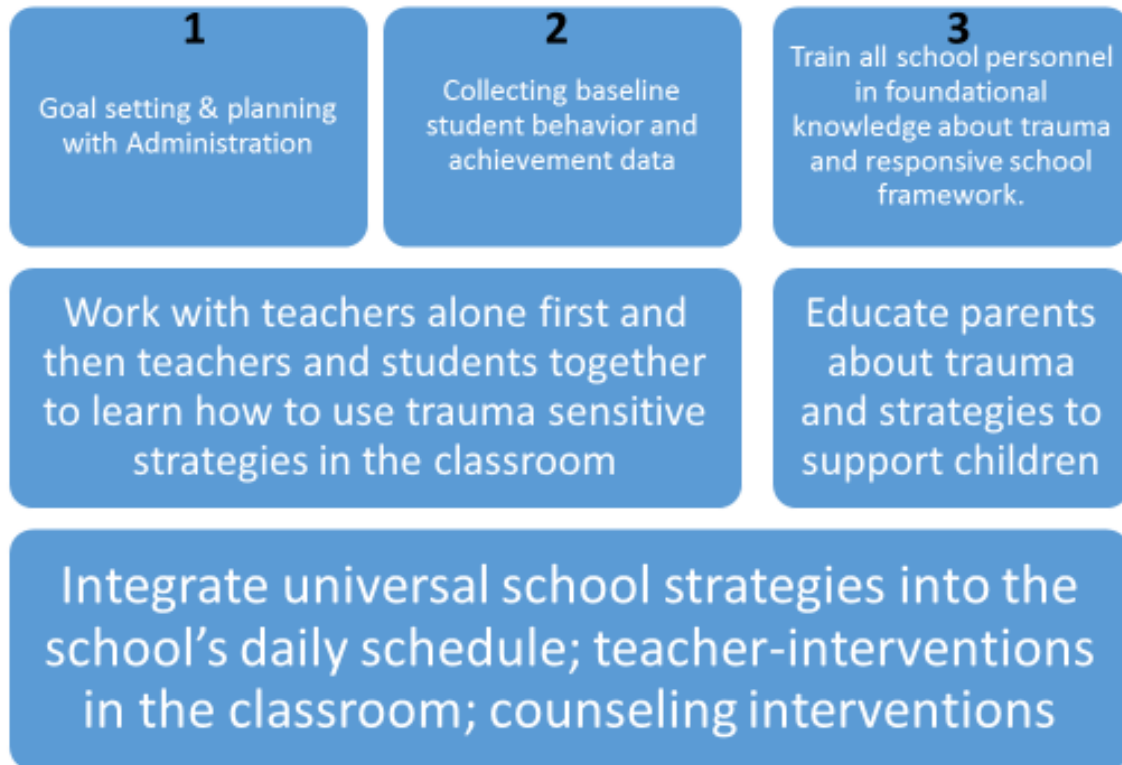 1
Goal setting & planning
with Administration
2
Collecting baseline
student behavior and
achievement data
3
Train all school personnel
in foundational
knowledge about trauma
and responsive school
framework.
Work with teachers alone first and
then teachers and students together
to learn how to use trauma sensitive
strategies in the classroom
Educate parents
about trauma
and strategies to
support children
Integrate universal school strategies into the
school’s daily schedule; teacher-interventions
in the classroom; counseling interventions